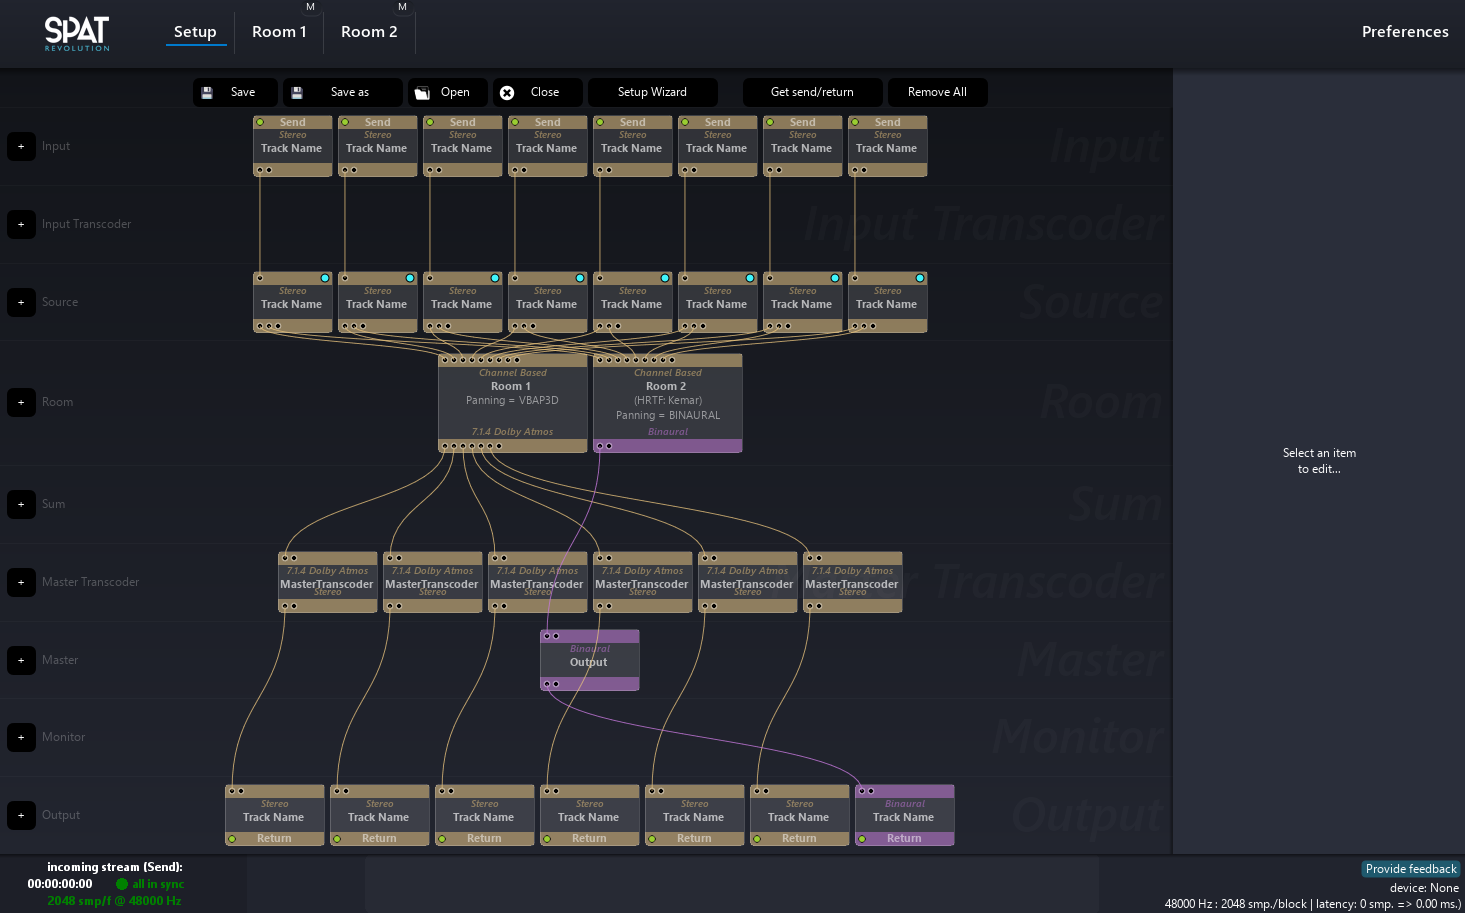 SPAT
REVOLUTION
Setup
Room 1
M
Room 2
M
Preferences
Save
Save as
Open
Close
Setup Wizard
Get send/return
Remove All
+ Input
Input
Send Send Send Send Send Send Send Send
Stereo Stereo Stereo Stereo Stereo Stereo Stereo Stereo
Track Name Track Name Track Name Track Name Track Name Track Name Track Name Track Name
+ Input Transcoder
Input Transcoder
+ Source
Source
Stereo Stereo Stereo Stereo Stereo Stereo Stereo Stereo
Track Name Track Name Track Name Track Name Track Name Track Name Track Name Track Name
+ Room
Room
Channel Based
Room 1
Panning = VBAP3D
7.1.4 Dolby Atmos
Channel Based
Room 2
(HRTF: Kemar)
Panning = BINAURAL
Binaural
Select an item
to edit...
+ Sum
Sum
+ Master Transcoder
Transcoder
7.1.4 Dolby Atmos 7.1.4 Dolby Atmos 7.1.4 Dolby Atmos 7.1.4 Dolby Atmos 7.1.4 Dolby Atmos 7.1.4 Dolby Atmos
MasterTranscoder MasterTranscoder MasterTranscoder MasterTranscoder MasterTranscoder MasterTranscoder
Stereo Stereo Stereo Stereo Stereo Stereo
+ Master
Master
Binaural
Output
+ Monitor
Monitor
+ Output
Output
Stereo Stereo Stereo Stereo Stereo Stereo Binaural
Track Name Track Name Track Name Track Name Track Name Track Name Track Name
Return Return Return Return Return Return Return
incoming stream (Send):
00:00:00:00 all in sync
2048 smp/f @ 48000 Hz
Provide feedback
device: None
48000 Hz : 2048 smp./block | latency: 0 smp. => 0.00 ms.)